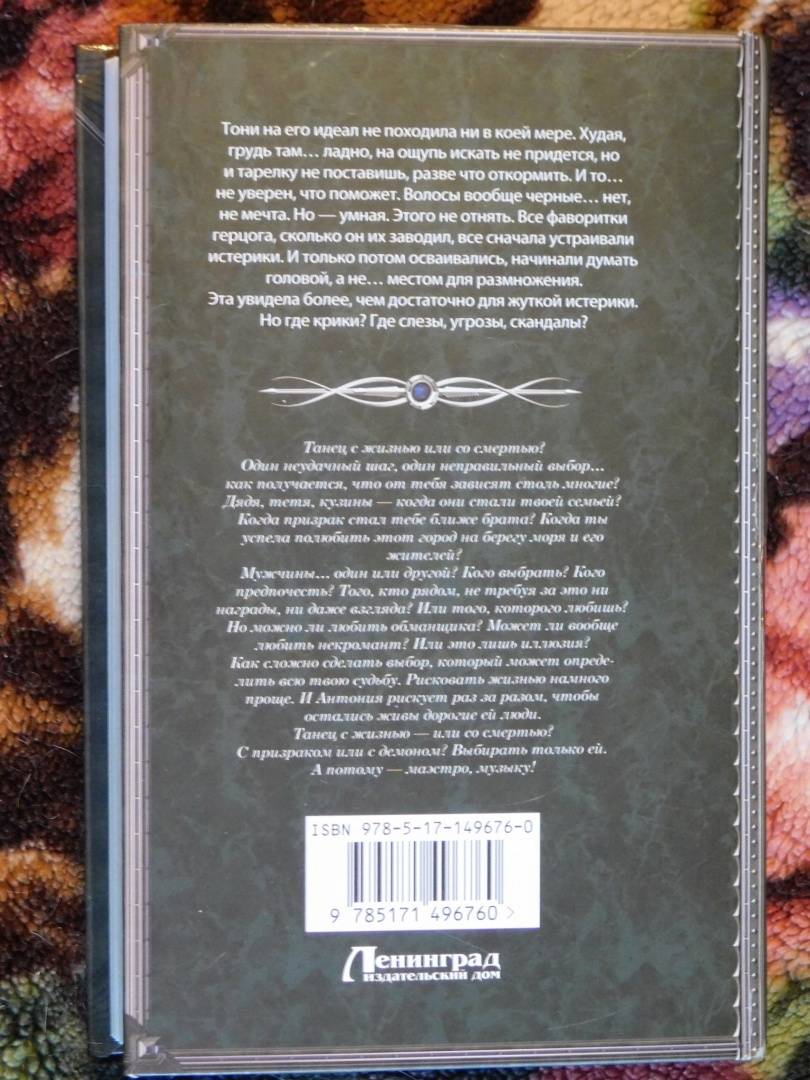 Тони на его идеал не походила ни в коей мере. Худая,
грудь там... ладно, на ощупь искать не придется, но
и тарелку не поставишь, разве что откормить. И то...
не уверен, что поможет. Волосы вообще черные... нет,
не мечта. Но — умная. Этого не отнять. Все фаворитки
герцога, сколько он их заводил, все сначала устраивали
истерики. И только потом осваивались, начинали думать
головой, а не... местом для размножения.
Эта увидела более, чем достаточно для жуткой истерики.
Но где крики? Где слезы, угрозы, скандалы?
Танец с жизнью или со смертью?
Один неудачный шаг, один неправильный выбор...
как получается, что от тебя зависят столь многие?
Дядя, тетя, кузины — когда они стали твоей семьей?
Когда призрак стал тебе ближе брата? Когда ты
успела полюбить этот город на берегу моря и его
жителей?
Мужчины... один или другой? Кого выбрать? Кого
предпочесть? Того, кто рядом, не требуя за это ни
награды, ни даже взгляда? Или того, которого любишь?
Но можно ли любить обманщика? Может ли вообще
любить некромант? Или это лишь иллюзия?
Как сложно сделать выбор, который может опреде-
лить всю твою судьбу. Рисковать жизнью намного
проще. И Антония рискует раз за разом, чтобы
остались живы дорогие ей люди.
Танец с жизнью — или со смертью?
С призраком или с демоном? Выбирать только ей.
А потому — маэстро, музыку!
ISBN 978-5-17-149676-0
9 785171 496760 >
Ленинград
издательский дом